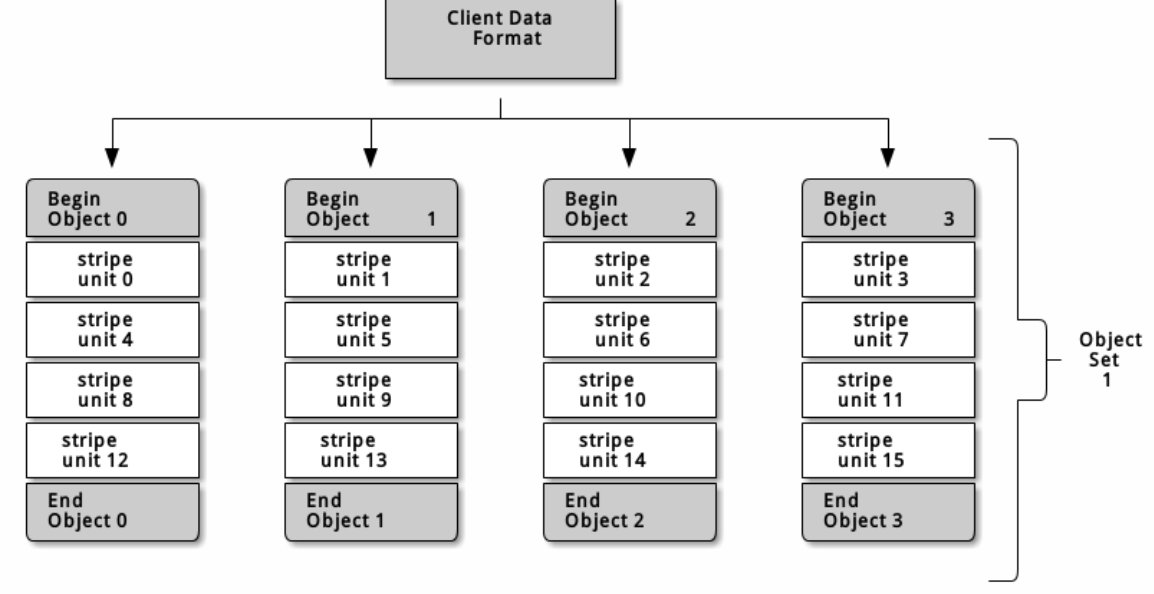 Client Data
Format
Begin
Object 0
stripe
unit 0
stripe
unit 4
stripe
unit 8
stripe
unit 12
End
Object 0
Begin
Object 1
stripe
unit 1
stripe
unit 5
stripe
unit 9
stripe
unit 13
End
Object 1
Begin
Object 2
stripe
unit 2
stripe
unit 6
stripe
unit 10
stripe
unit 14
End
Object 2
Begin
Object 3
stripe
unit 3
stripe
unit 7
stripe
unit 11
stripe
unit 15
End
Object 3
Object
Set
1